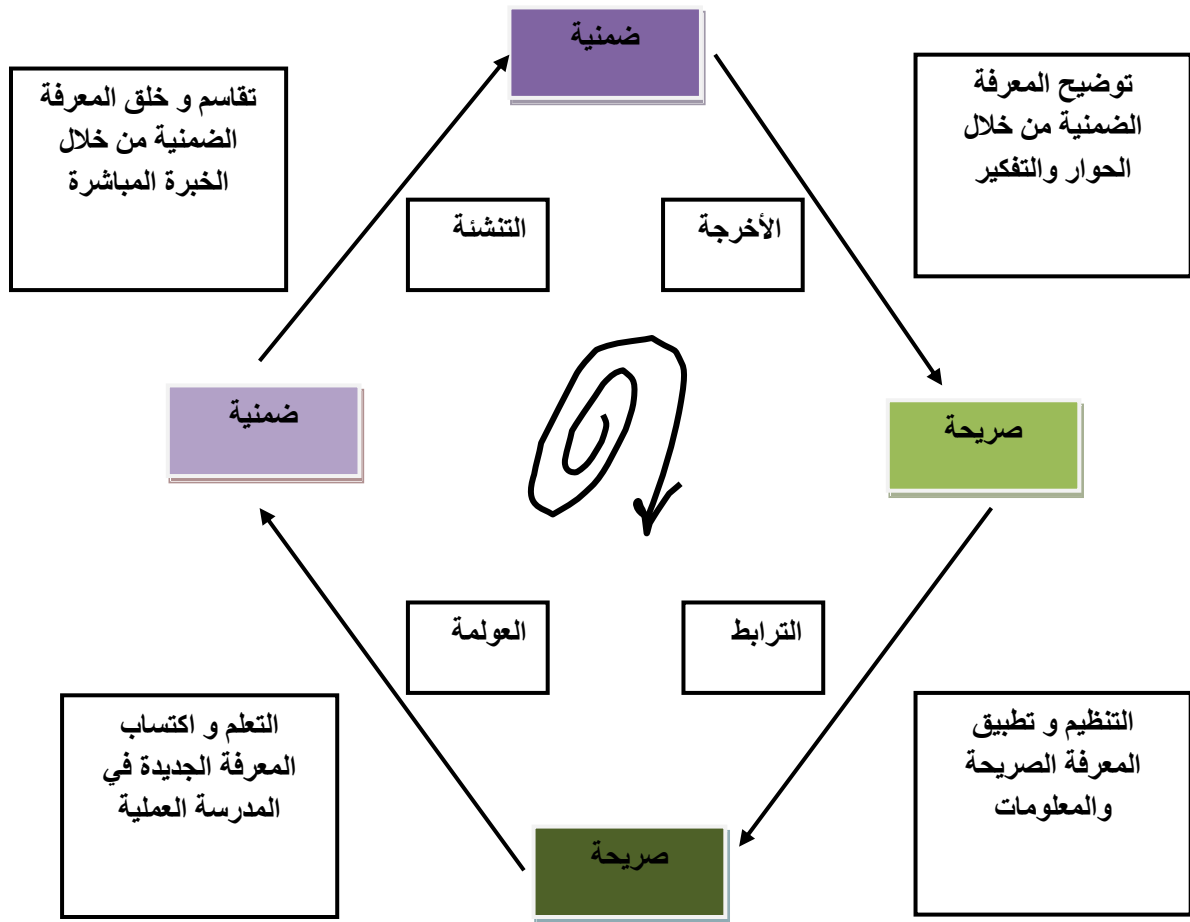 ضمنية
توضيح المعرفة
الضمنية من خلال
الحوار والتفكير
تقاسم و خلق المعرفة
الضمنية من خلال
الخبرة المباشرة
الأخرجة
التنشئة
صريحة
ضمنية
الترابط
العولمة
التنظيم و تطبيق
المعرفة الصريحة
والمعلومات
التعلم و اكتساب
المعرفة الجديدة في
المدرسة العملية
صريحة